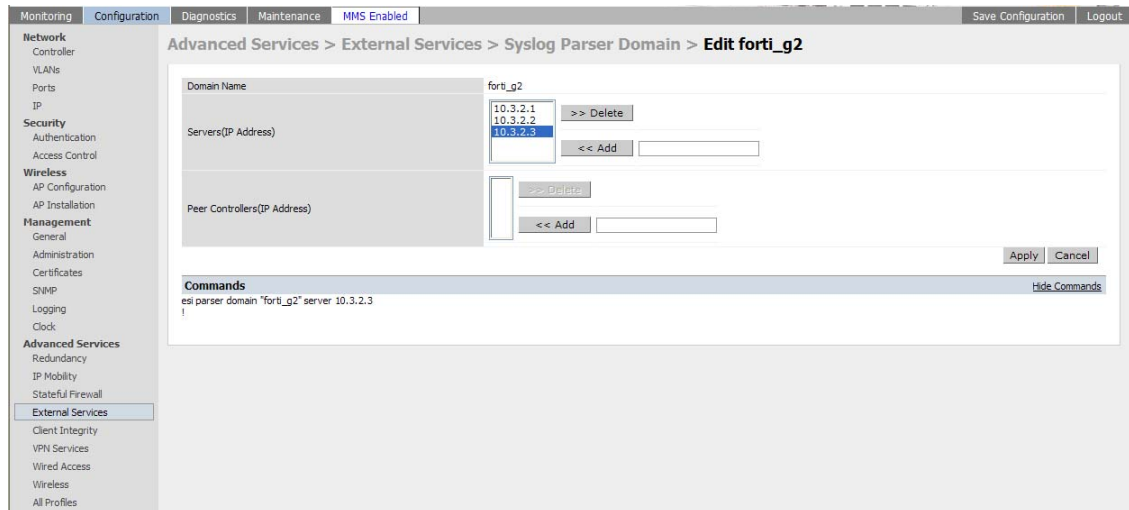 Monitoring Configuration Diagnostics Maintenance MMS Enabled Save Configuration Logout
Network
Controller
VLANs
Ports
IP
Security
Authentication
Access Control
Wireless
AP Configuration
AP Installation
Management
General
Administration
Certificates
SNMP
Logging
Clock
Advanced Services
Redundancy
IP Mobility
Stateful Firewall
External Services
Client Integrity
VPN Services
Wired Access
Wireless
All Profiles
Advanced Services > External Services > Syslog Parser Domain > Edit forti_g2
Domain Name forti_g2
Servers(IP Address)
10.3.2.1
10.3.2.2
10.3.2.3
>> Delete
<< Add
Peer Controllers(IP Address)
>> Delete
<< Add
Apply Cancel
Commands Hide Commands
esi parser domain "forti_g2" server 10.3.2.3
!